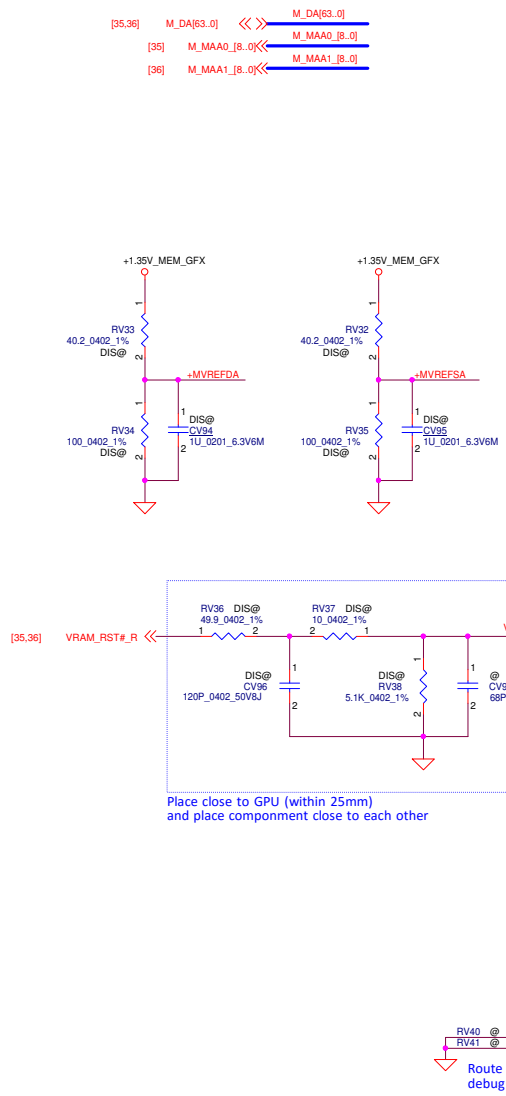 [35,36] M_DA[63..0] M_DA[63..0]
[35] M_MAA0_[8..0] M_MAA0_[8..0]
[36] M_MAA1_[8..0] M_MAA1_[8..0]
+1.35V_MEM_GFX +1.35V_MEM_GFX
1 1
RV33 RV32
40.2_0402_1% 40.2_0402_1%
DIS@ DIS@
2 2
+MVREFDA +MVREFSA
1 1 1 1
DIS@ DIS@
RV34 CV94 RV35 CV95
100_0402_1% 1U_0201_6.3V6M 100_0402_1% 1U_0201_6.3V6M
DIS@ DIS@
2 2 2 2
RV36 DIS@ RV37 DIS@
49.9_0402_1% 10_0402_1%
[35,36] VRAM_RST#_R 1 2 2 1
1 1 1
DIS@ DIS@ @
CV96 RV38
120P_0402_50V8J 5.1K_0402_1% 68P
2 2 2
Place close to GPU (within 25mm)
and place componment close to each other
RV40 @
RV41 @
Route
debug